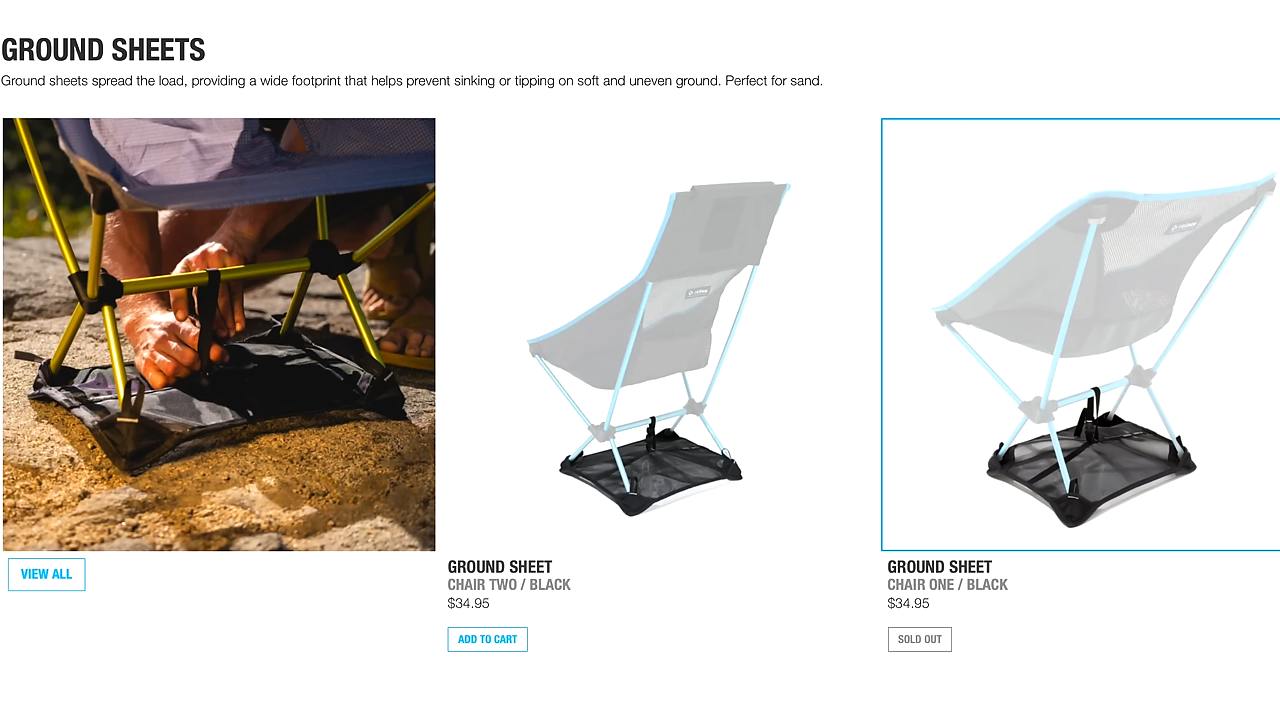 GROUND SHEETS
Ground sheets spread the load, providing a wide footprint that helps prevent sinking or tipping on soft and uneven ground. Perfect for sand.
VIEW ALL
GROUND SHEET
CHAIR TWO / BLACK
$34.95
ADD TO CART
GROUND SHEET
CHAIR ONE / BLACK
$34.95
SOLD OUT